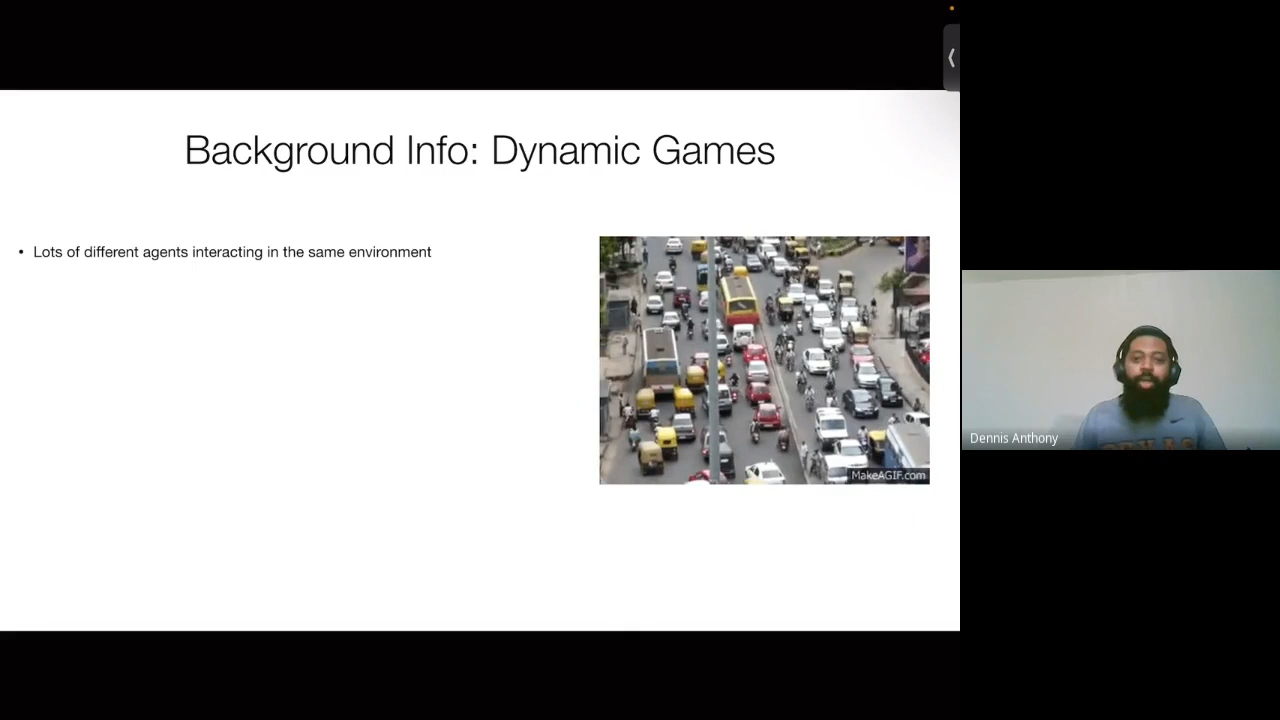 Background Info: Dynamic Games
• Lots of different agents interacting in the same environment
MakeAGIF.com
Dennis Anthony